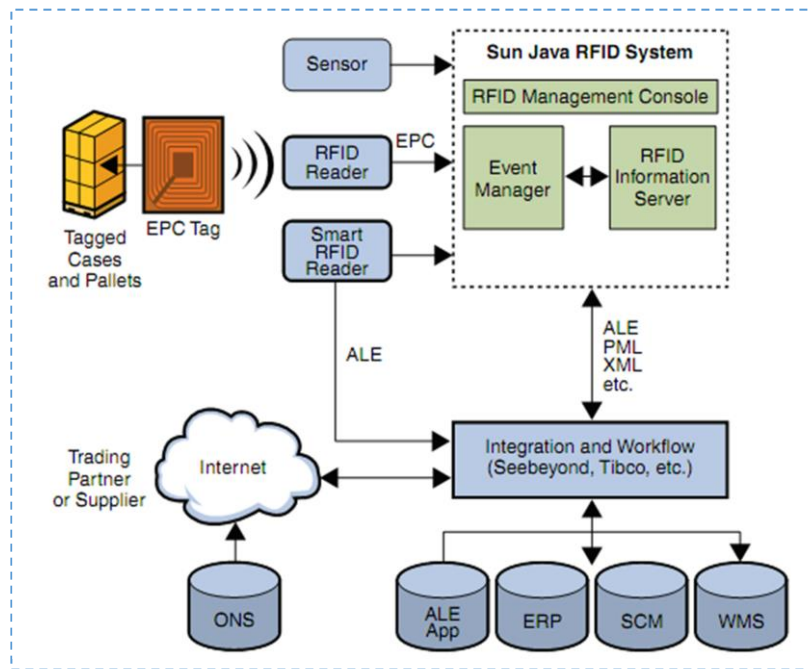 Sun Java RFID System
Sensor
RFID Management Console
RFID
Reader
EPC
Event
Manager
RFID
Information
Server
EPC Tag
Tagged
Cases
and Pallets
Smart
RFID
Reader
ALE
ALE
PML
XML
etc.
Trading
Partner
or Supplier
Internet
Integration and Workflow
(Seebeyond, Tibco, etc.)
ONS
ALE
App
ERP
SCM
WMS